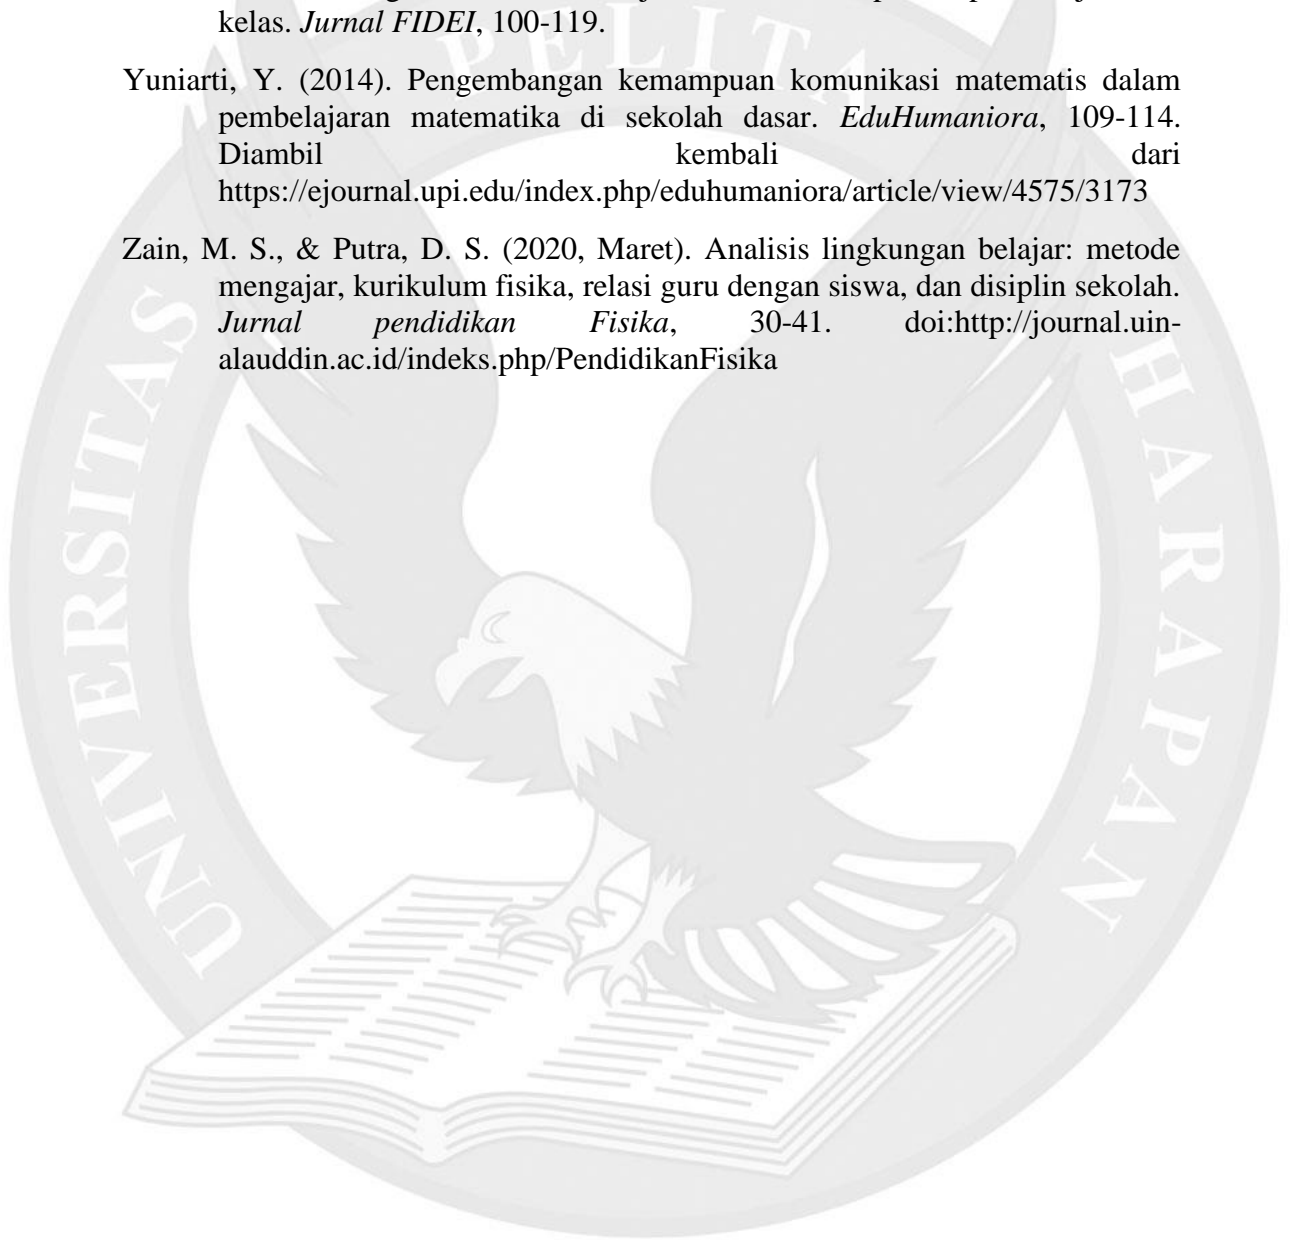 kelas. Jurnal FIDEI, 100-119.
Yuniarti, Y. (2014). Pengembangan kemampuan komunikasi matematis dalam
pembelajaran matematika di sekolah dasar. EduHumaniora, 109-114.
Diambil kembali dari
https://ejournal.upi.edu/index.php/eduhumaniora/article/view/4575/3173
Zain, M. S., & Putra, D. S. (2020, Maret). Analisis lingkungan belajar: metode
mengajar, kurikulum fisika, relasi guru dengan siswa, dan disiplin sekolah.
Jurnal pendidikan Fisika, 30-41. doi:http://journal.uin-
alauddin.ac.id/indeks.php/PendidikanFisika
UNIVERSITAS PELITA HARAPAN